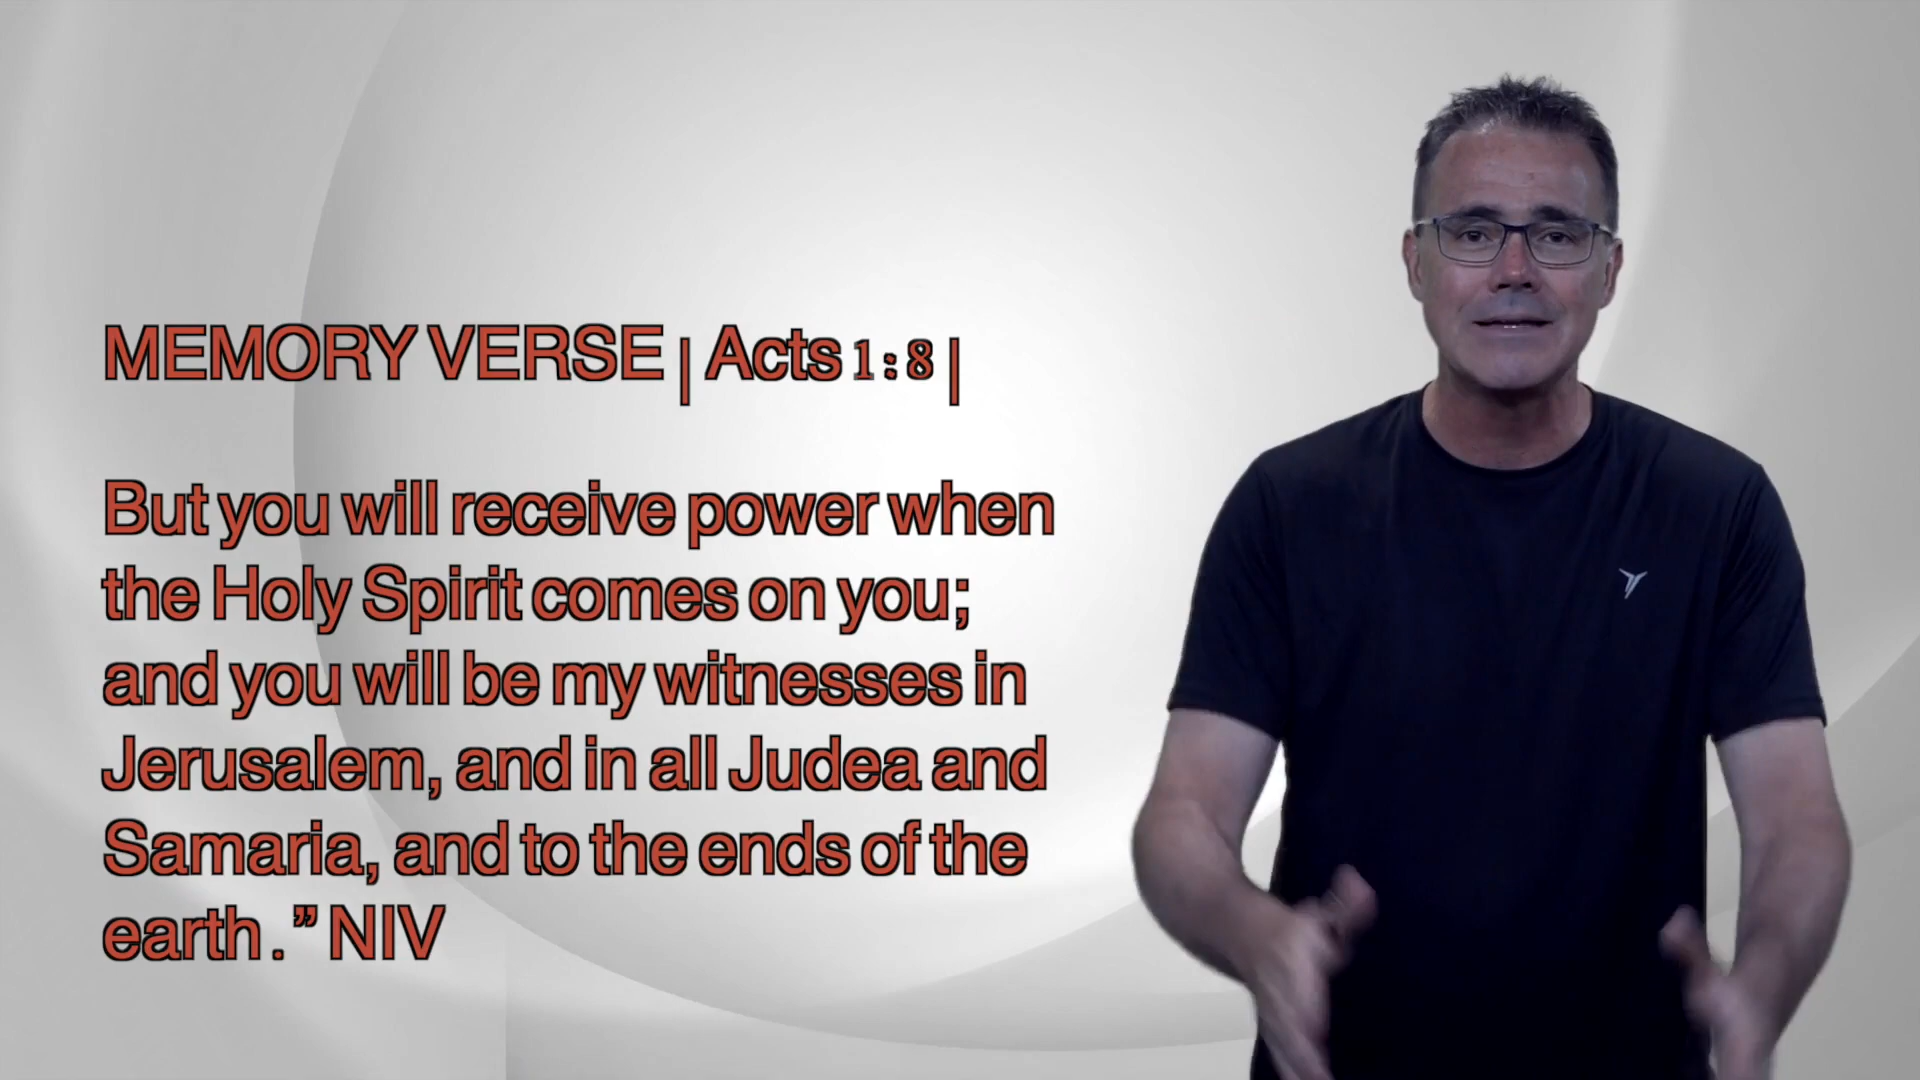 MEMORY VERSE | Acts 1:8 |
But you will receive power when
the Holy Spirit comes on you;
and you will be my witnesses in
Jerusalem, and in all Judea and
Samaria, and to the ends of the
earth.” NIV